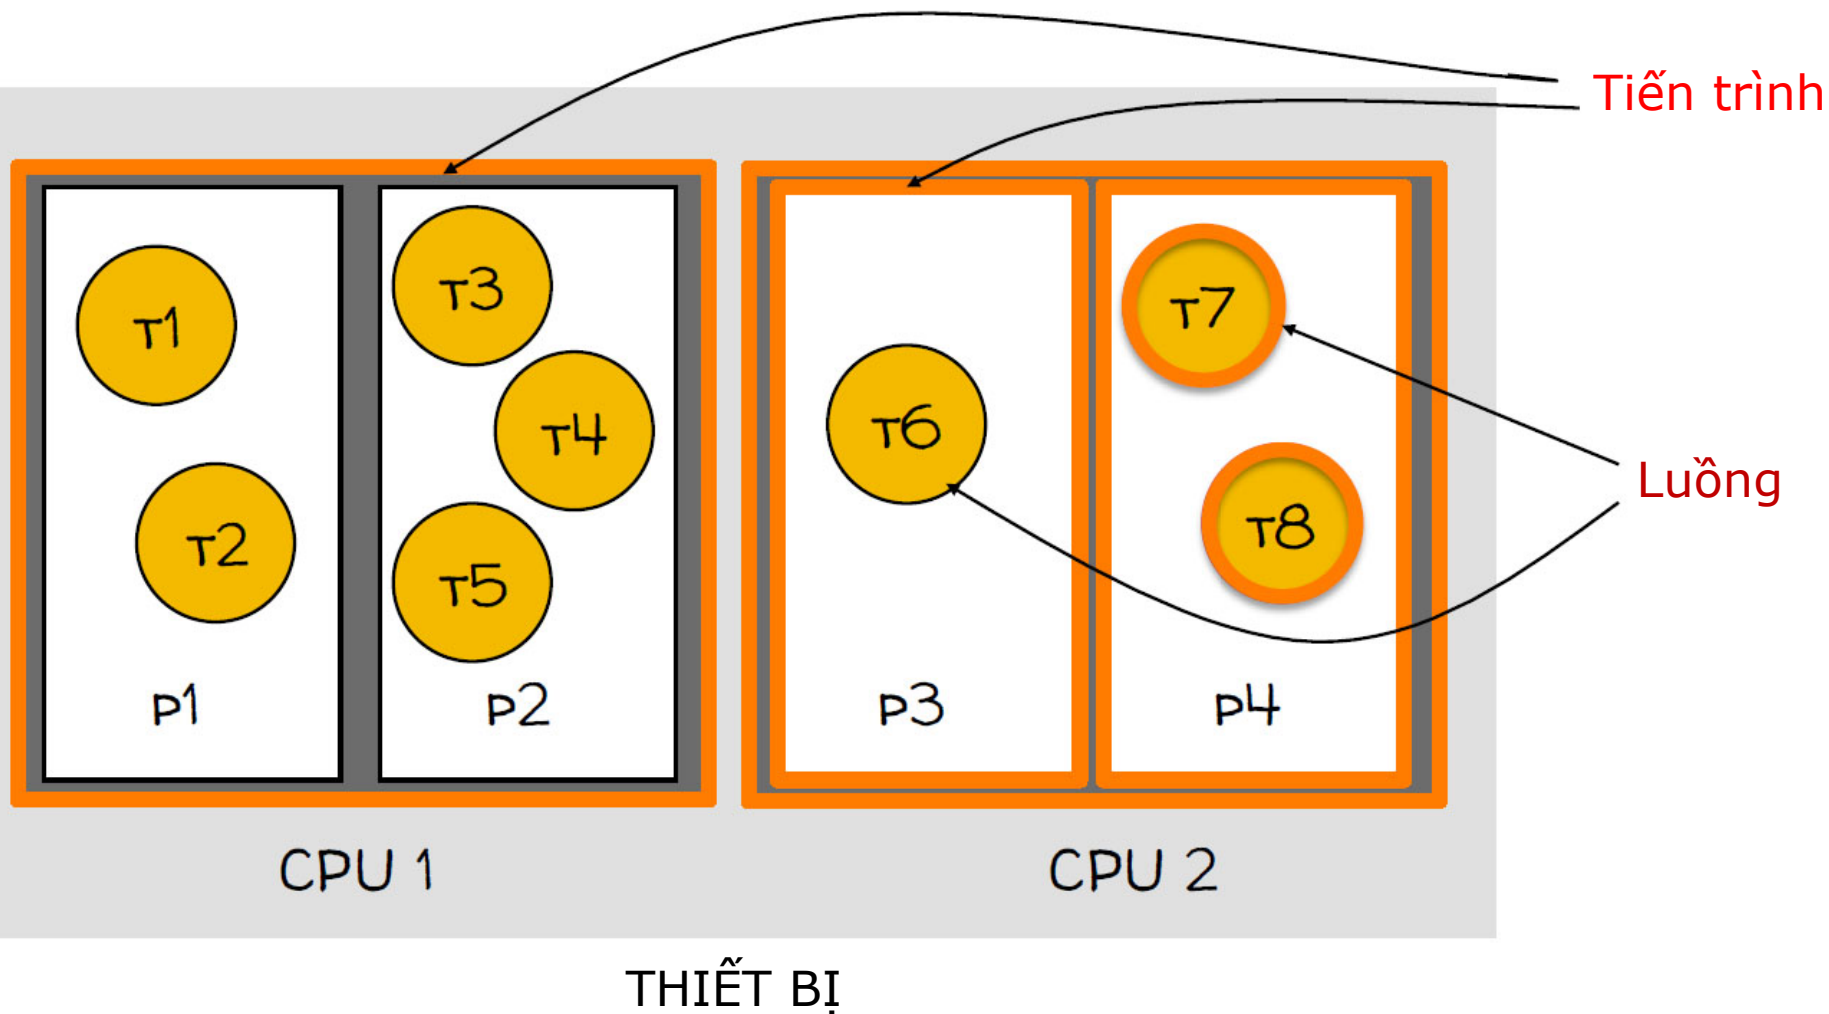 Tiến trình
T1
T2
P1
T3
T4
T5
P2
T6
P3
T7
T8
P4
Luồng
CPU 1
CPU 2
THIẾT BỊ